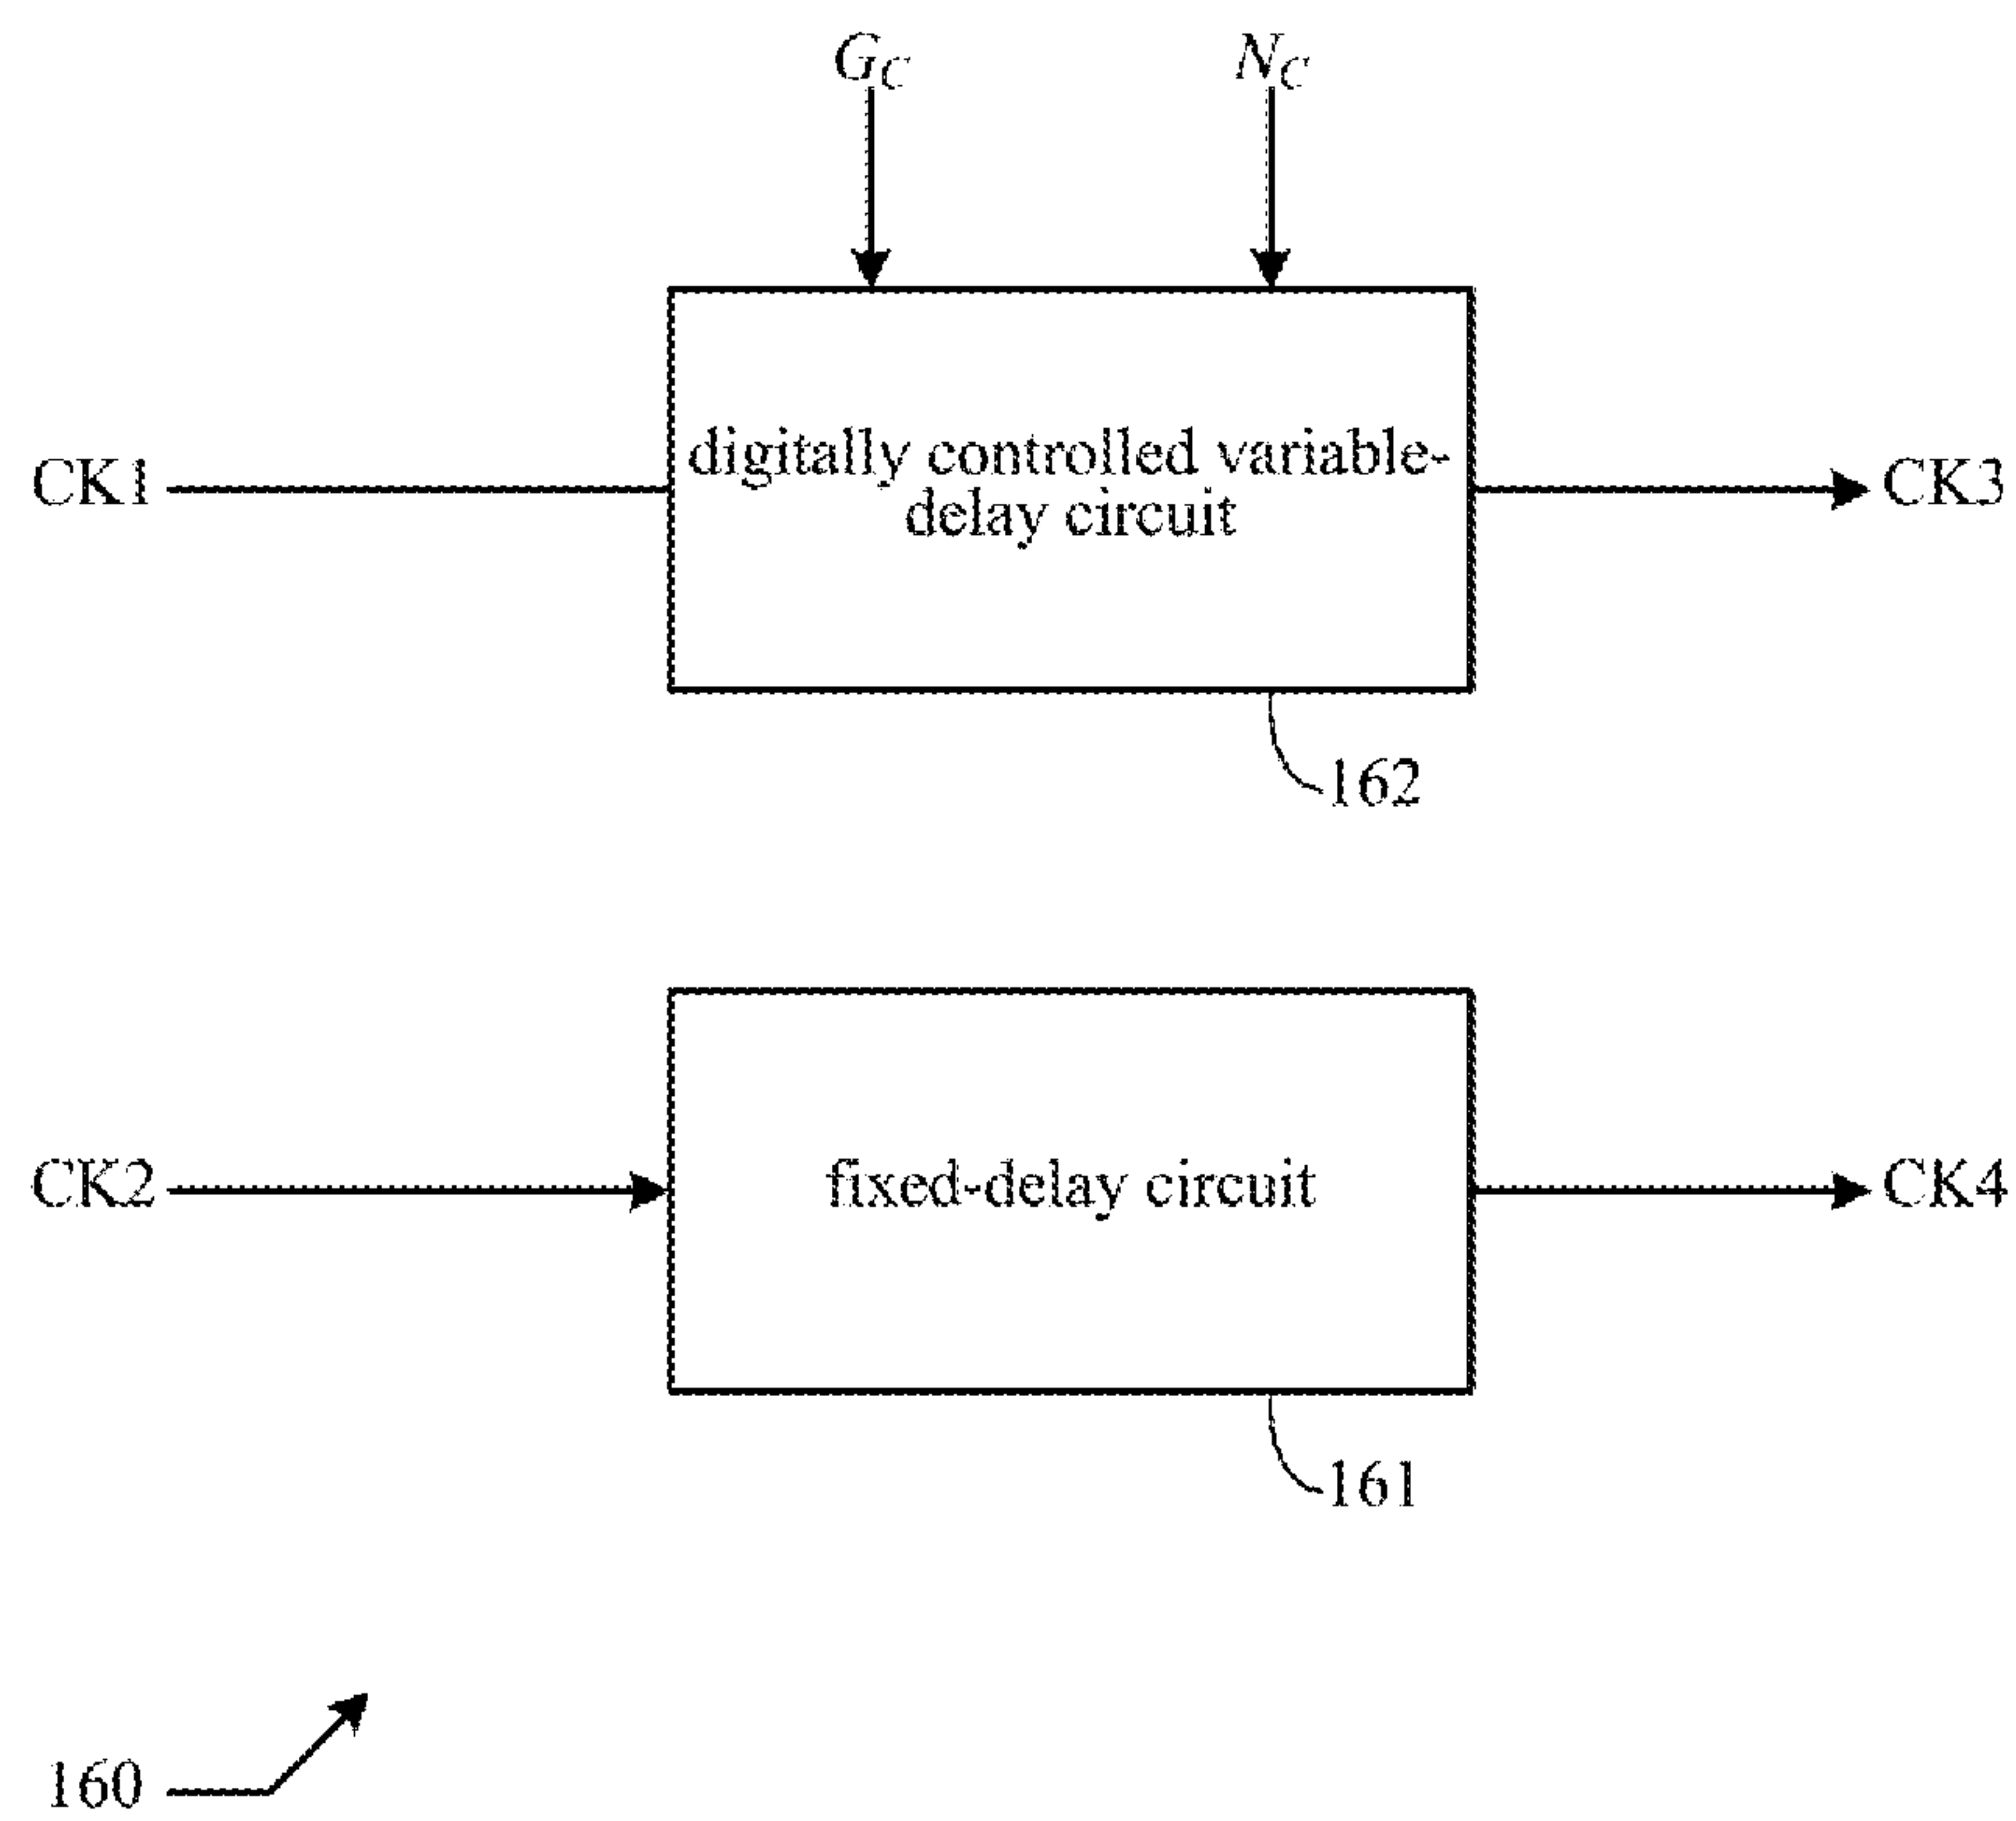 G_C N_C
CK1
digitally controlled variable-
delay circuit
CK3
162
CK2
fixed-delay circuit
CK4
161
160